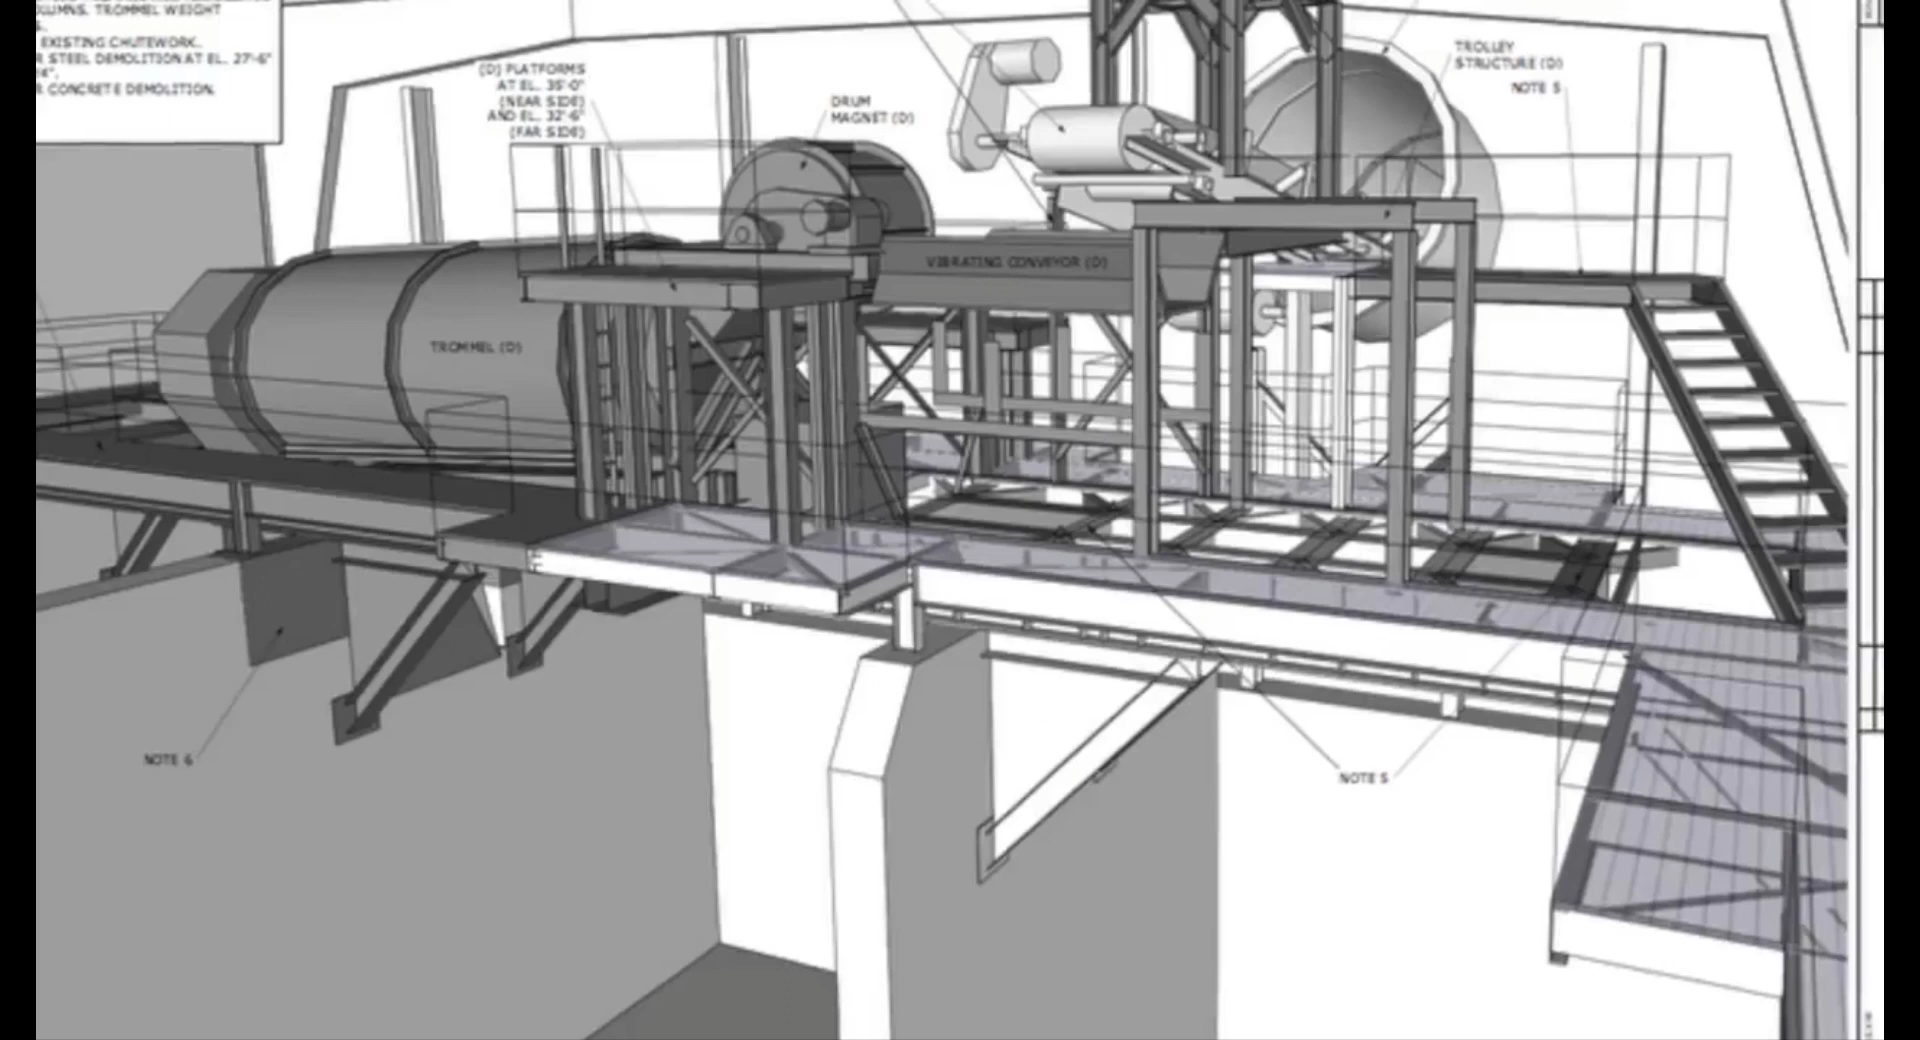 COLUMNS. TROMMEL WEIGHT
EXISTING CHUTEWORK.
STEEL DEMOLITION AT EL. 27'-6"
CONCRETE DEMOLITION.
(D) PLATFORMS
AT EL. 35'-0"
(NEAR SIDE)
AND EL. 32'-6"
(FAR SIDE)
DRUM
MAGNET (D)
TROLLEY
STRUCTURE (D)
NOTE 5
VIBRATING CONVEYOR (D)
TROMMEL (D)
NOTE 6
NOTE 5